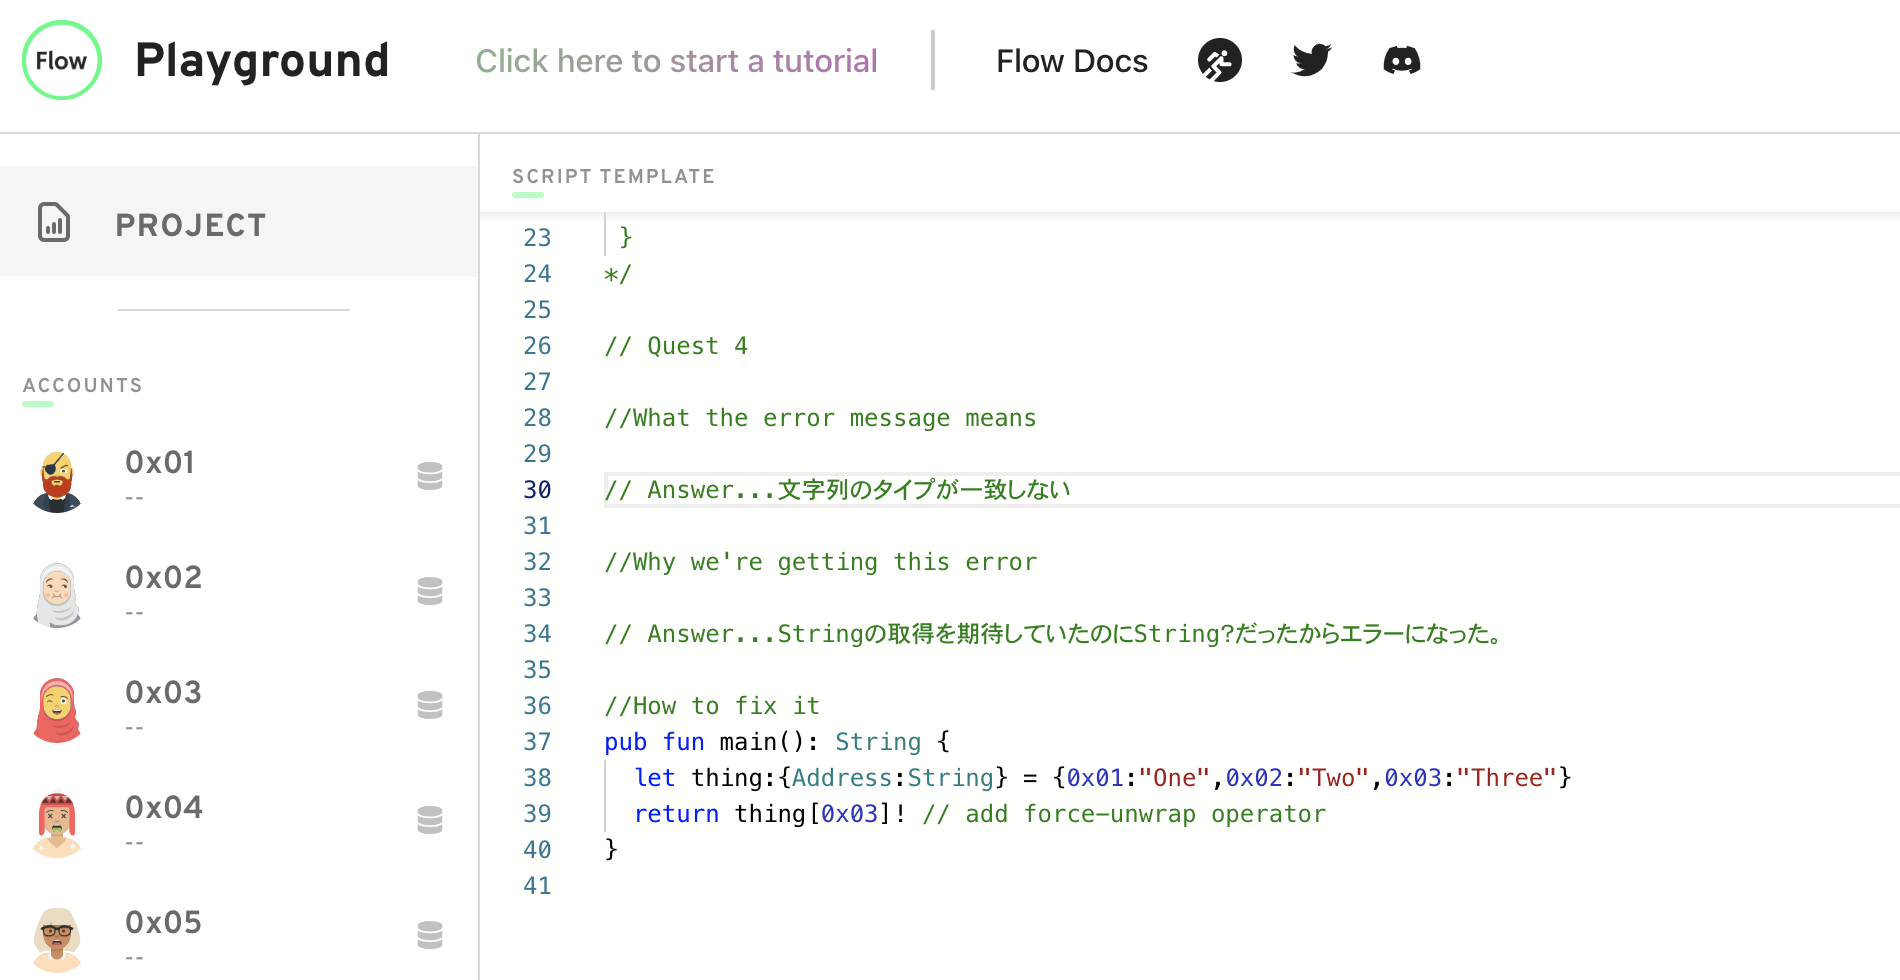 Flow Playground Click here to start a tutorial Flow Docs
PROJECT
ACCOUNTS
0x01
--
0x02
--
0x03
--
0x04
--
0x05
--
SCRIPT TEMPLATE
23 }
24 */
25
26 // Quest 4
27
28 //What the error message means
29
30 // Answer...文字列のタイプが一致しない
31
32 //Why we're getting this error
33
34 // Answer...Stringの取得を期待していたのにString?だったからエラーになった。
35
36 //How to fix it
37 pub fun main(): String {
38 let thing:{Address:String} = {0x01:"One",0x02:"Two",0x03:"Three"}
39 return thing[0x03]! // add force-unwrap operator
40 }
41